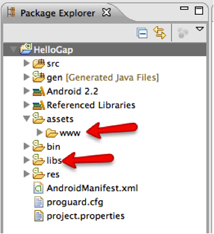 Package Explorer
HelloGap
src
gen [Generated Java Files]
Android 2.2
Referenced Libraries
assets
www
bin
libs
res
AndroidManifest.xml
proguard.cfg
project.properties